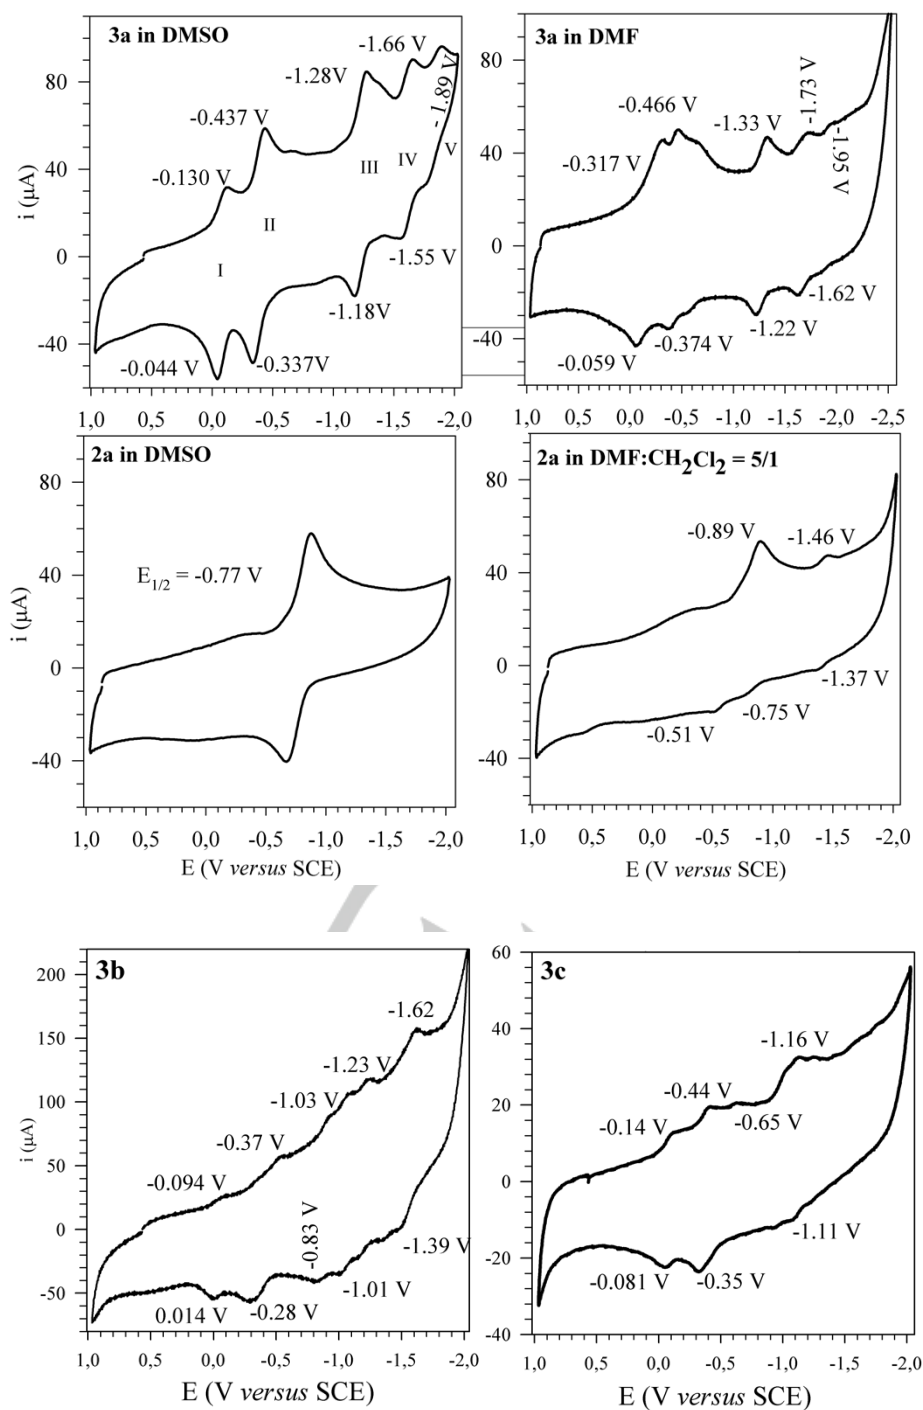 3a in DMSO
-1.66 V
-1.28V
-0.437 V
-0.130 V
-1.89 V
I
II
III
IV
V
-1.55 V
-1.18V
-0.337V
-0.044 V
i (μA)
80
40
0
-40
1,0 0,5 0,0 -0,5 -1,0 -1,5 -2,0
3a in DMF
-0.466 V
-0.317 V
-1.33 V
-1.73 V
-1.95 V
-1.62 V
-1.22 V
-0.374 V
-0.059 V
120
80
40
0
-40
1,0 0,5 0,0 -0,5 -1,0 -1,5 -2,0 -2,5
2a in DMSO
E1/2 = -0.77 V
i (μA)
80
40
0
-40
1,0 0,5 0,0 -0,5 -1,0 -1,5 -2,0
E (V versus SCE)
2a in DMF:CH2Cl2 = 5/1
-0.89 V
-1.46 V
-1.37 V
-0.75 V
-0.51 V
80
40
0
-40
1,0 0,5 0,0 -0,5 -1,0 -1,5 -2,0
E (V versus SCE)
3b
-1.62
-1.23 V
-1.03 V
-0.37 V
-0.094 V
-0.83 V
-1.39 V
-1.01 V
-0.28 V
0.014 V
i (μA)
200
150
100
50
0
-50
1,0 0,5 0,0 -0,5 -1,0 -1,5 -2,0
E (V versus SCE)
3c
-1.16 V
-0.44 V
-0.14 V
-0.65 V
-1.11 V
-0.081 V
-0.35 V
60
40
20
0
-20
-40
1,0 0,5 0,0 -0,5 -1,0 -1,5 -2,0
E (V versus SCE)